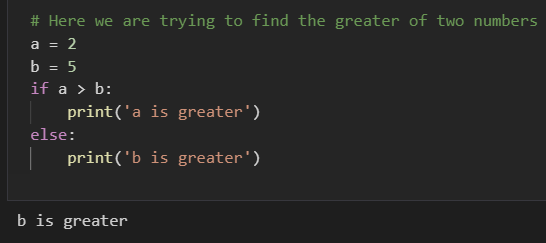 # Here we are trying to find the greater of two numbers
a = 2
b = 5
if a > b:
    print('a is greater')
else:
    print('b is greater')
b is greater